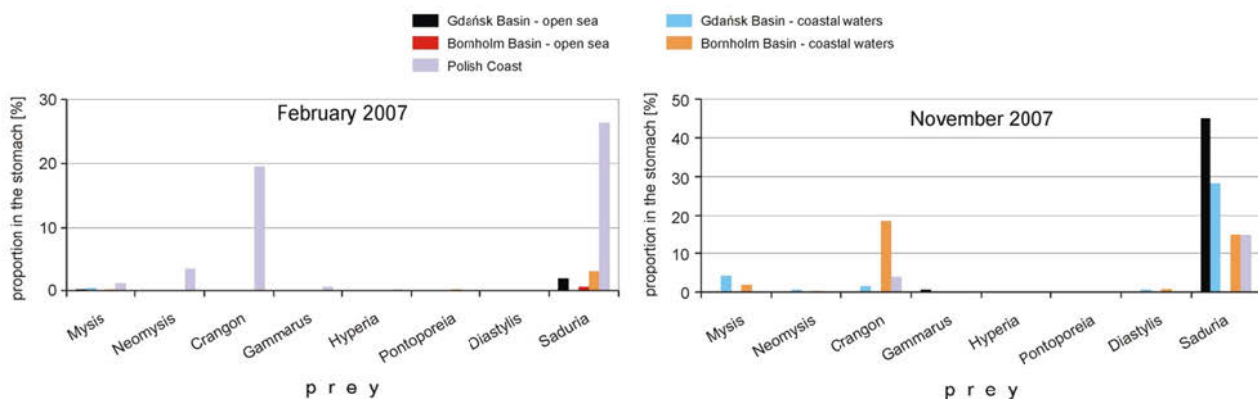 Gdańsk Basin - open sea
Bornholm Basin - open sea
Polish Coast
Gdańsk Basin - coastal waters
Bornholm Basin - coastal waters
February 2007
proportion in the stomach [%]
30
20
10
0
Mysis
Neomysis
Crangon
Gammarus
Hyperia
Pontoporeia
Diastylis
Saduria
p r e y
November 2007
proportion in the stomach [%]
50
40
30
20
10
0
Mysis
Neomysis
Crangon
Gammarus
Hyperia
Pontoporeia
Diastylis
Saduria
p r e y